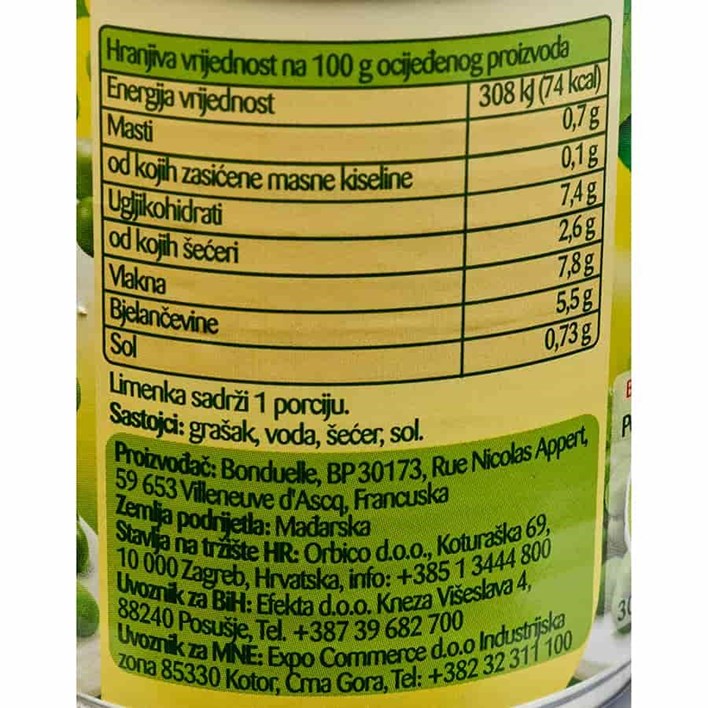 Hranjiva vrijednost na 100 g ocijeđenog proizvoda
Energija vrijednost 308 kJ (74 kcal)
Masti 0,7 g
od kojih zasićene masne kiseline 0,1 g
Ugljikohidrati 7,4 g
od kojih šećeri 2,6 g
Vlakna 7,8 g
Bjelančevine 5,5 g
Sol 0,73 g
Limenka sadrži 1 porciju.
Sastojci: grašak, voda, šećer, sol.
Proizvođač: Bonduelle, BP 30173, Rue Nicolas Appert,
59 653 Villeneuve d'Ascq, Francuska
Zemlja podrijetla: Mađarska
Stavlja na tržište HR: Orbico d.o.o., Koturaška 69,
10 000 Zagreb, Hrvatska, info: +385 1 3444 800
Uvoznik za BiH: Efekta d.o.o. Kneza Višeslava 4,
88240 Posušje, Tel. +387 39 682 700
Uvoznik za MNE: Expo Commerce d.o.o Industrijska
zona 85330 Kotor, Crna Gora, Tel: +382 32 311 100